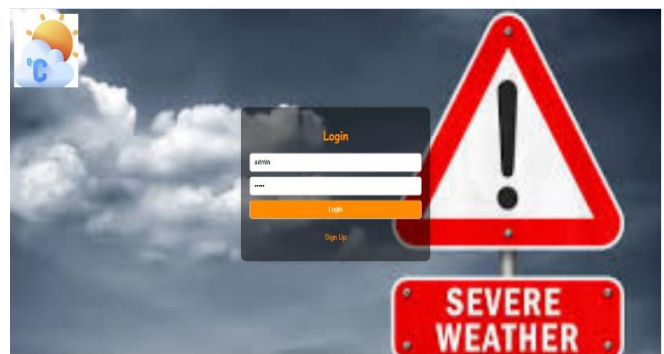 °C
Login
admin
•••••
Login
Sign Up
SEVERE
WEATHER